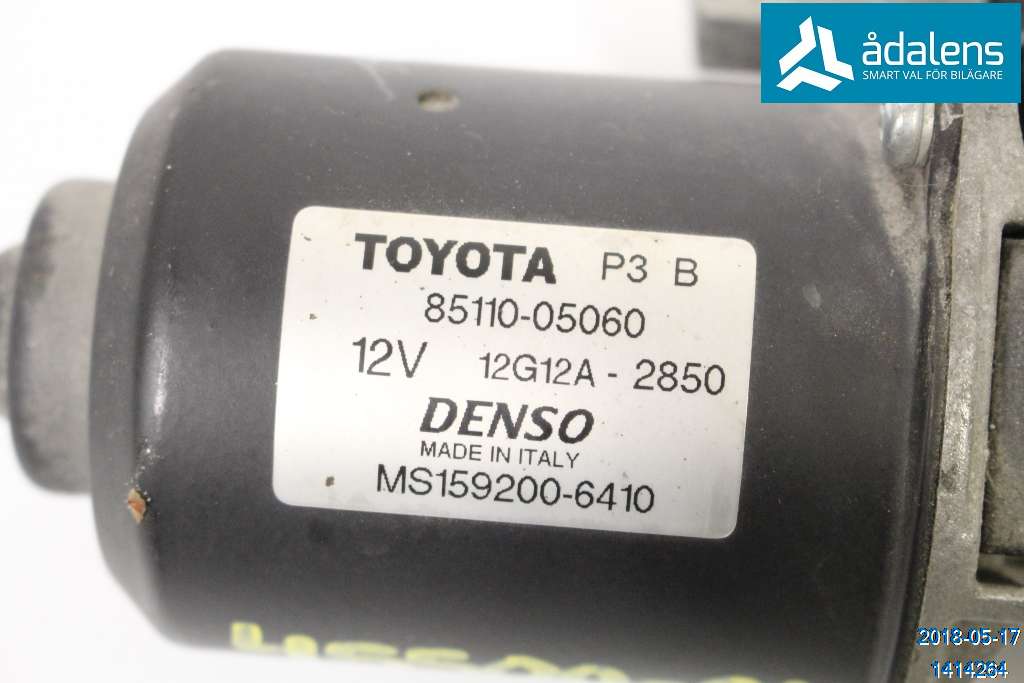 ådalens
SMART VAL FÖR BILÄGARE
TOYOTA P3 B
85110-05060
12V 12G12A - 2850
DENSO
MADE IN ITALY
MS159200-6410
2018-05-17
1414264